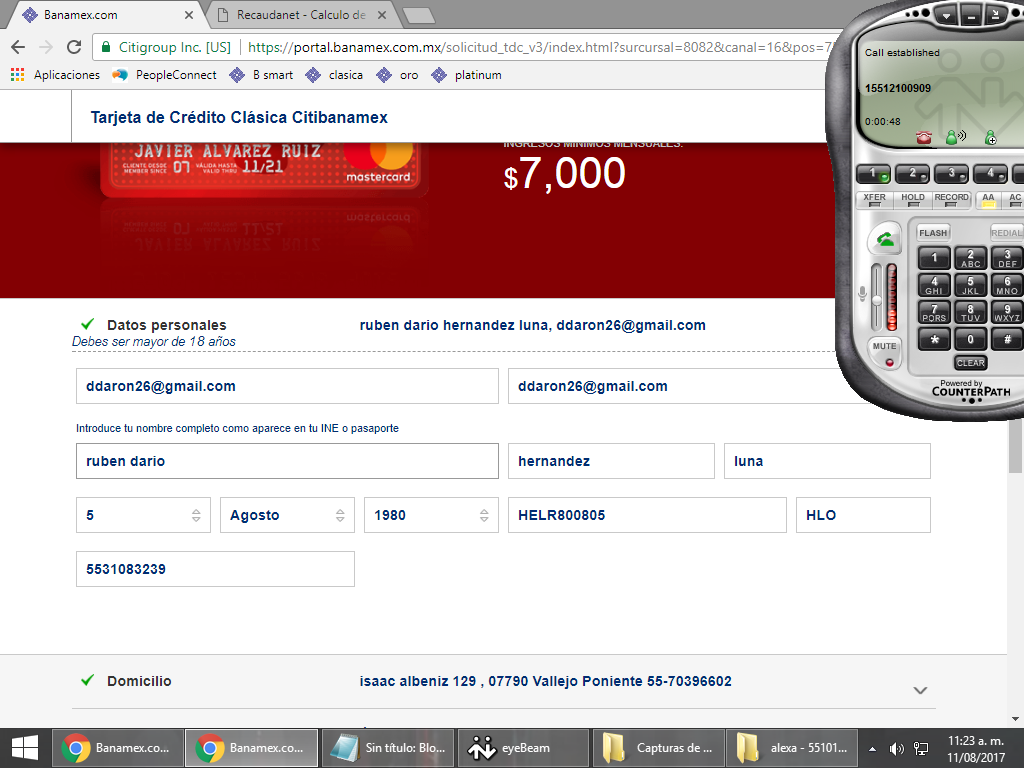 Banamex.com
Recaudanet - Calculo de
Citigroup Inc. [US]
https://portal.banamex.com.mx/solicitud_tdc_v3/index.html?sucursal=8082&canal=16&pos=7
Aplicaciones
PeopleConnect
B smart
clasica
oro
platinum
Tarjeta de Crédito Clásica Citibanamex
JAVIER ALVAREZ RUIZ
CLIENTE DESDE
MEMBER SINCE
07
VÁLIDA HASTA
VALID THRU
11/21
mastercard
INGRESOS MÍNIMOS MENSUALES:
$7,000
Datos personales
ruben dario hernandez luna, ddaron26@gmail.com
Debes ser mayor de 18 años
ddaron26@gmail.com
ddaron26@gmail.com
Introduce tu nombre completo como aparece en tu INE o pasaporte
ruben dario
hernandez
luna
5
Agosto
1980
HELR800805
HLO
5531083239
Domicilio
isaac albeniz 129 , 07790 Vallejo Poniente 55-70396602
Call established
15512100909
0:00:48
1
2
3
4
XFER
HOLD
RECORD
AA
AC
FLASH
REDIAL
1
2
ABC
3
DEF
4
GHI
5
JKL
6
MNO
7
PQRS
8
TUV
9
WXYZ
*
0
#
MUTE
CLEAR
Powered by
COUNTERPATH
Banamex.co...
Banamex.co...
Sin título: Blo...
eyeBeam
Capturas de ...
alexa - 55101...
11:23 a. m.
11/08/2017